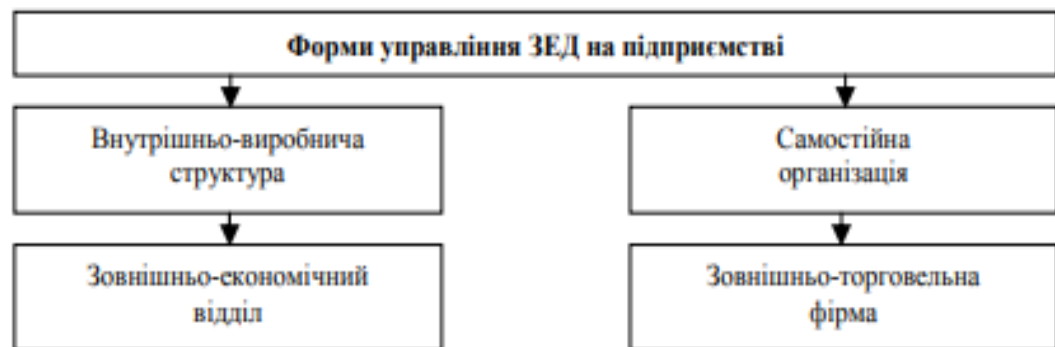 Форми управління ЗЕД на підприємстві
Внутрішньо-виробнича
структура
Самостійна
організація
Зовнішньо-економічний
відділ
Зовнішньо-торговельна
фірма